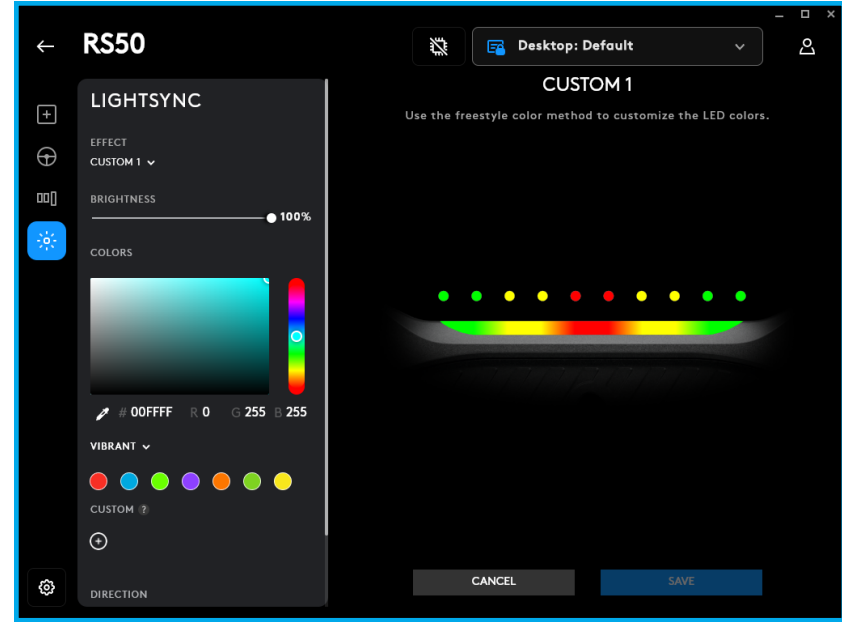 RS50
Desktop: Default
LIGHTSYNC
EFFECT
CUSTOM 1
BRIGHTNESS
100%
COLORS
# 00FFFF R 0 G 255 B 255
VIBRANT
CUSTOM ?
DIRECTION
CUSTOM 1
Use the freestyle color method to customize the LED colors.
CANCEL
SAVE